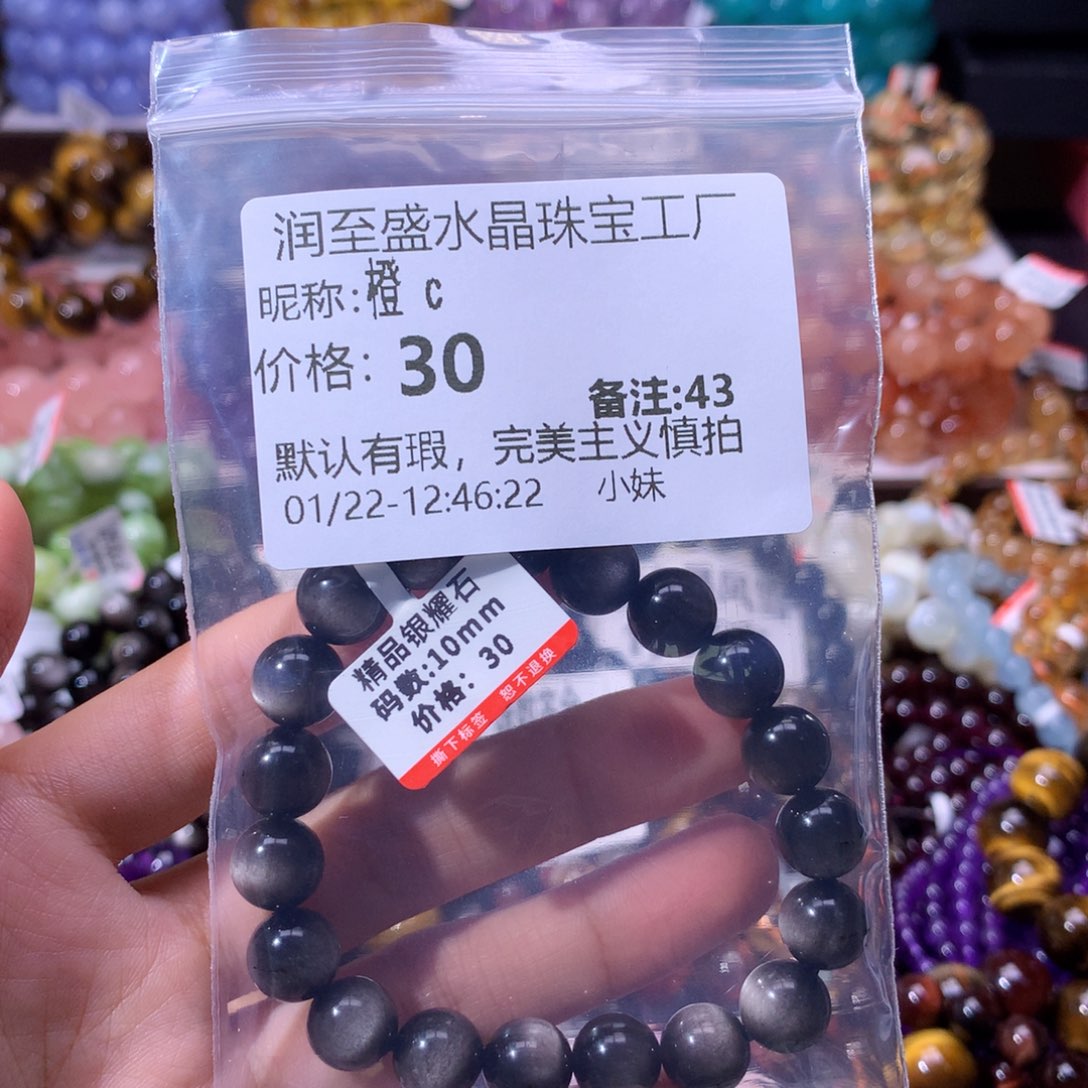 润至盛水晶珠宝工厂
昵称:橙 c
价格: 30
备注:43
默认有瑕，完美主义慎拍
01/22-12:46:22 小妹
精品银耀石
码数:10mm
价格: 30
撕下标签 恕不退换